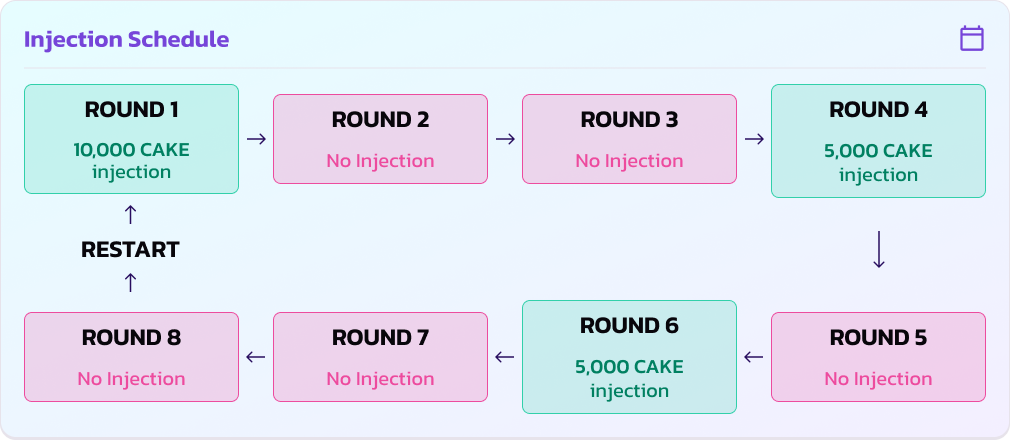 Injection Schedule
ROUND 1
10,000 CAKE
injection
ROUND 2
No Injection
ROUND 3
No Injection
ROUND 4
5,000 CAKE
injection
ROUND 5
No Injection
ROUND 6
5,000 CAKE
injection
ROUND 7
No Injection
ROUND 8
No Injection
RESTART